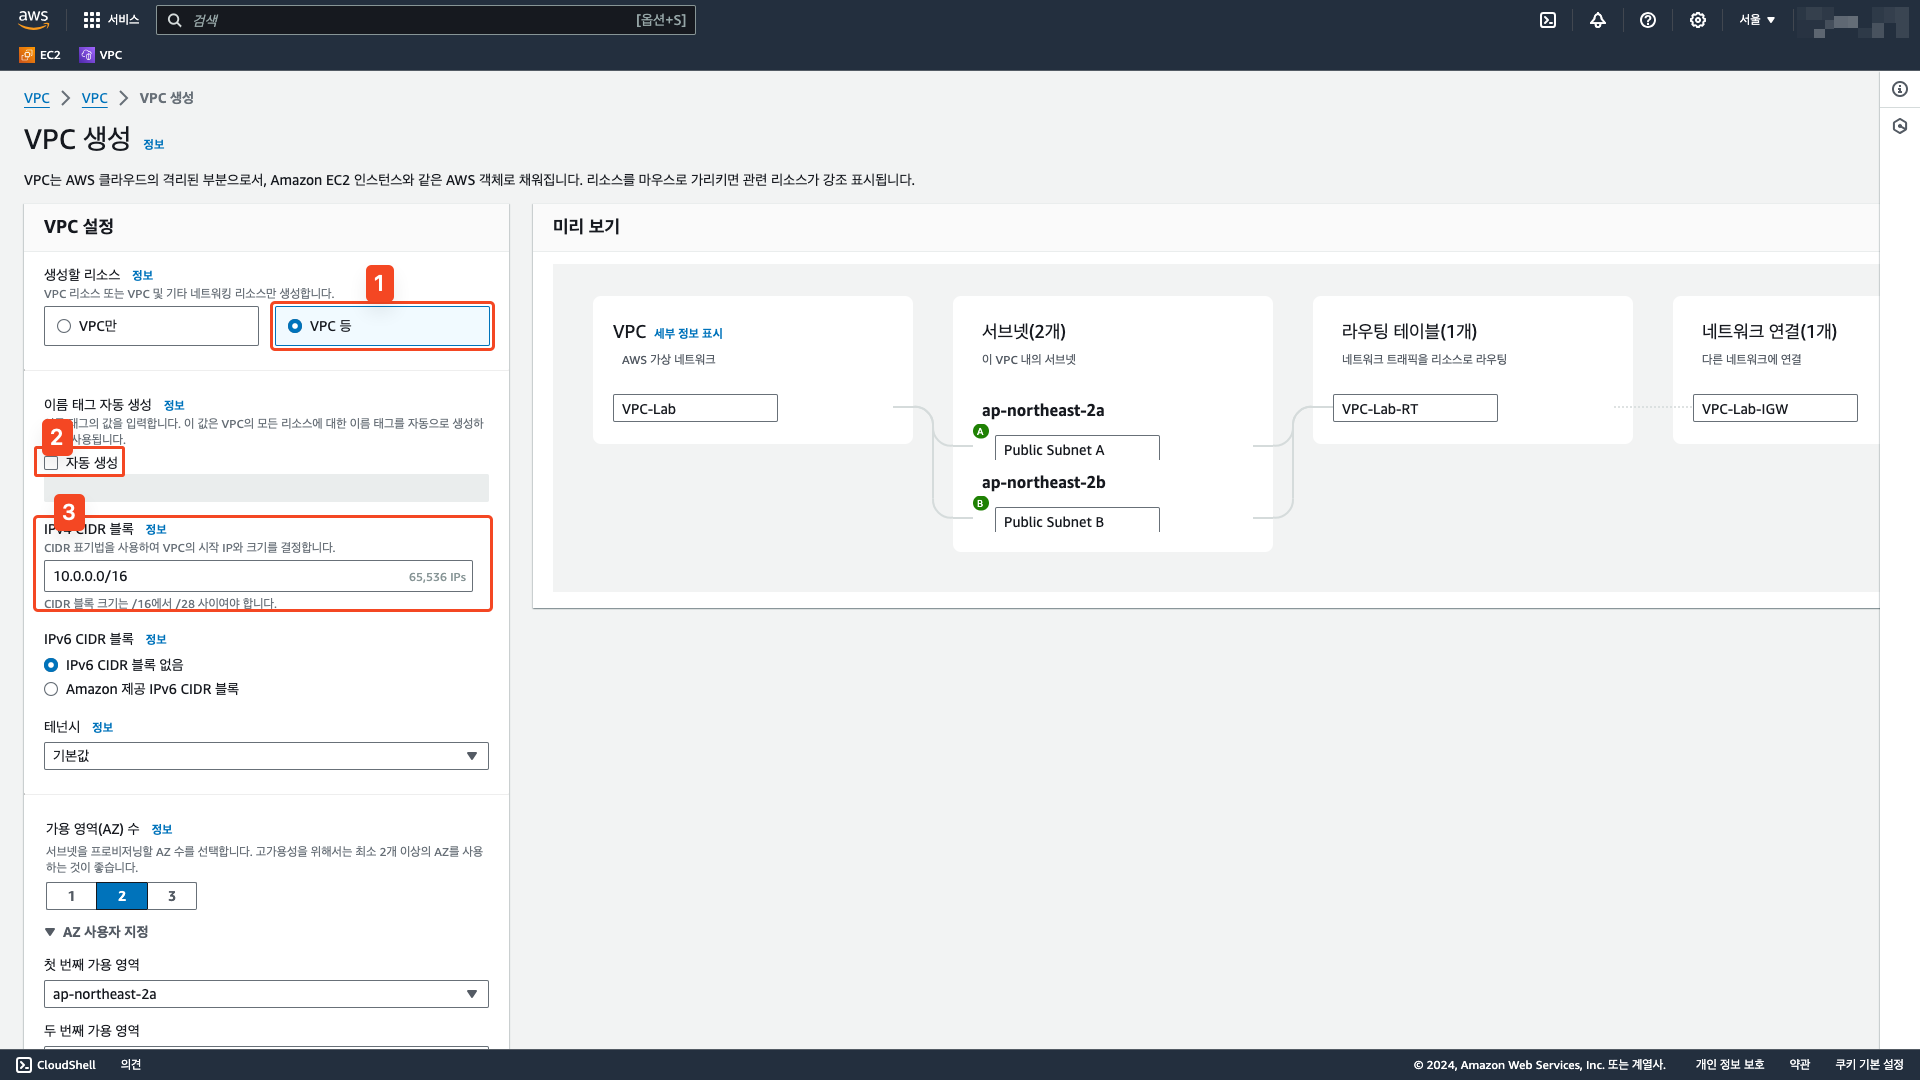 aws
서비스
검색
[옵션+S]
서울 ▼
EC2
VPC
VPC > VPC > VPC 생성
VPC 생성 정보
VPC는 AWS 클라우드의 격리된 부분으로서, Amazon EC2 인스턴스와 같은 AWS 객체로 채워집니다. 리소스를 마우스로 가리키면 관련 리소스가 강조 표시됩니다.
VPC 설정
생성할 리소스 정보
VPC 리소스 또는 VPC 및 기타 네트워킹 리소스만 생성합니다.
1
VPC만
VPC 등
이름 태그 자동 생성 정보
태그의 값을 입력합니다. 이 값은 VPC의 모든 리소스에 대한 이름 태그를 자동으로 생성하
사용됩니다.
2
자동 생성
3
IPv4 CIDR 블록 정보
CIDR 표기법을 사용하여 VPC의 시작 IP와 크기를 결정합니다.
10.0.0.0/16
65,536 IPs
CIDR 블록 크기는 /16에서 /28 사이여야 합니다.
IPv6 CIDR 블록 정보
IPv6 CIDR 블록 없음
Amazon 제공 IPv6 CIDR 블록
테넌시 정보
기본값
가용 영역(AZ) 수 정보
서브넷을 프로비저닝할 AZ 수를 선택합니다. 고가용성을 위해서는 최소 2개 이상의 AZ를 사용
하는 것이 좋습니다.
1 2 3
▼ AZ 사용자 지정
첫 번째 가용 영역
ap-northeast-2a
두 번째 가용 영역
미리 보기
VPC 세부 정보 표시
AWS 가상 네트워크
VPC-Lab
서브넷(2개)
이 VPC 내의 서브넷
ap-northeast-2a
A
Public Subnet A
ap-northeast-2b
B
Public Subnet B
라우팅 테이블(1개)
네트워크 트래픽을 리소스로 라우팅
VPC-Lab-RT
네트워크 연결(1개)
다른 네트워크에 연결
VPC-Lab-IGW
CloudShell
의견
© 2024, Amazon Web Services, Inc. 또는 계열사.
개인 정보 보호
약관
쿠키 기본 설정